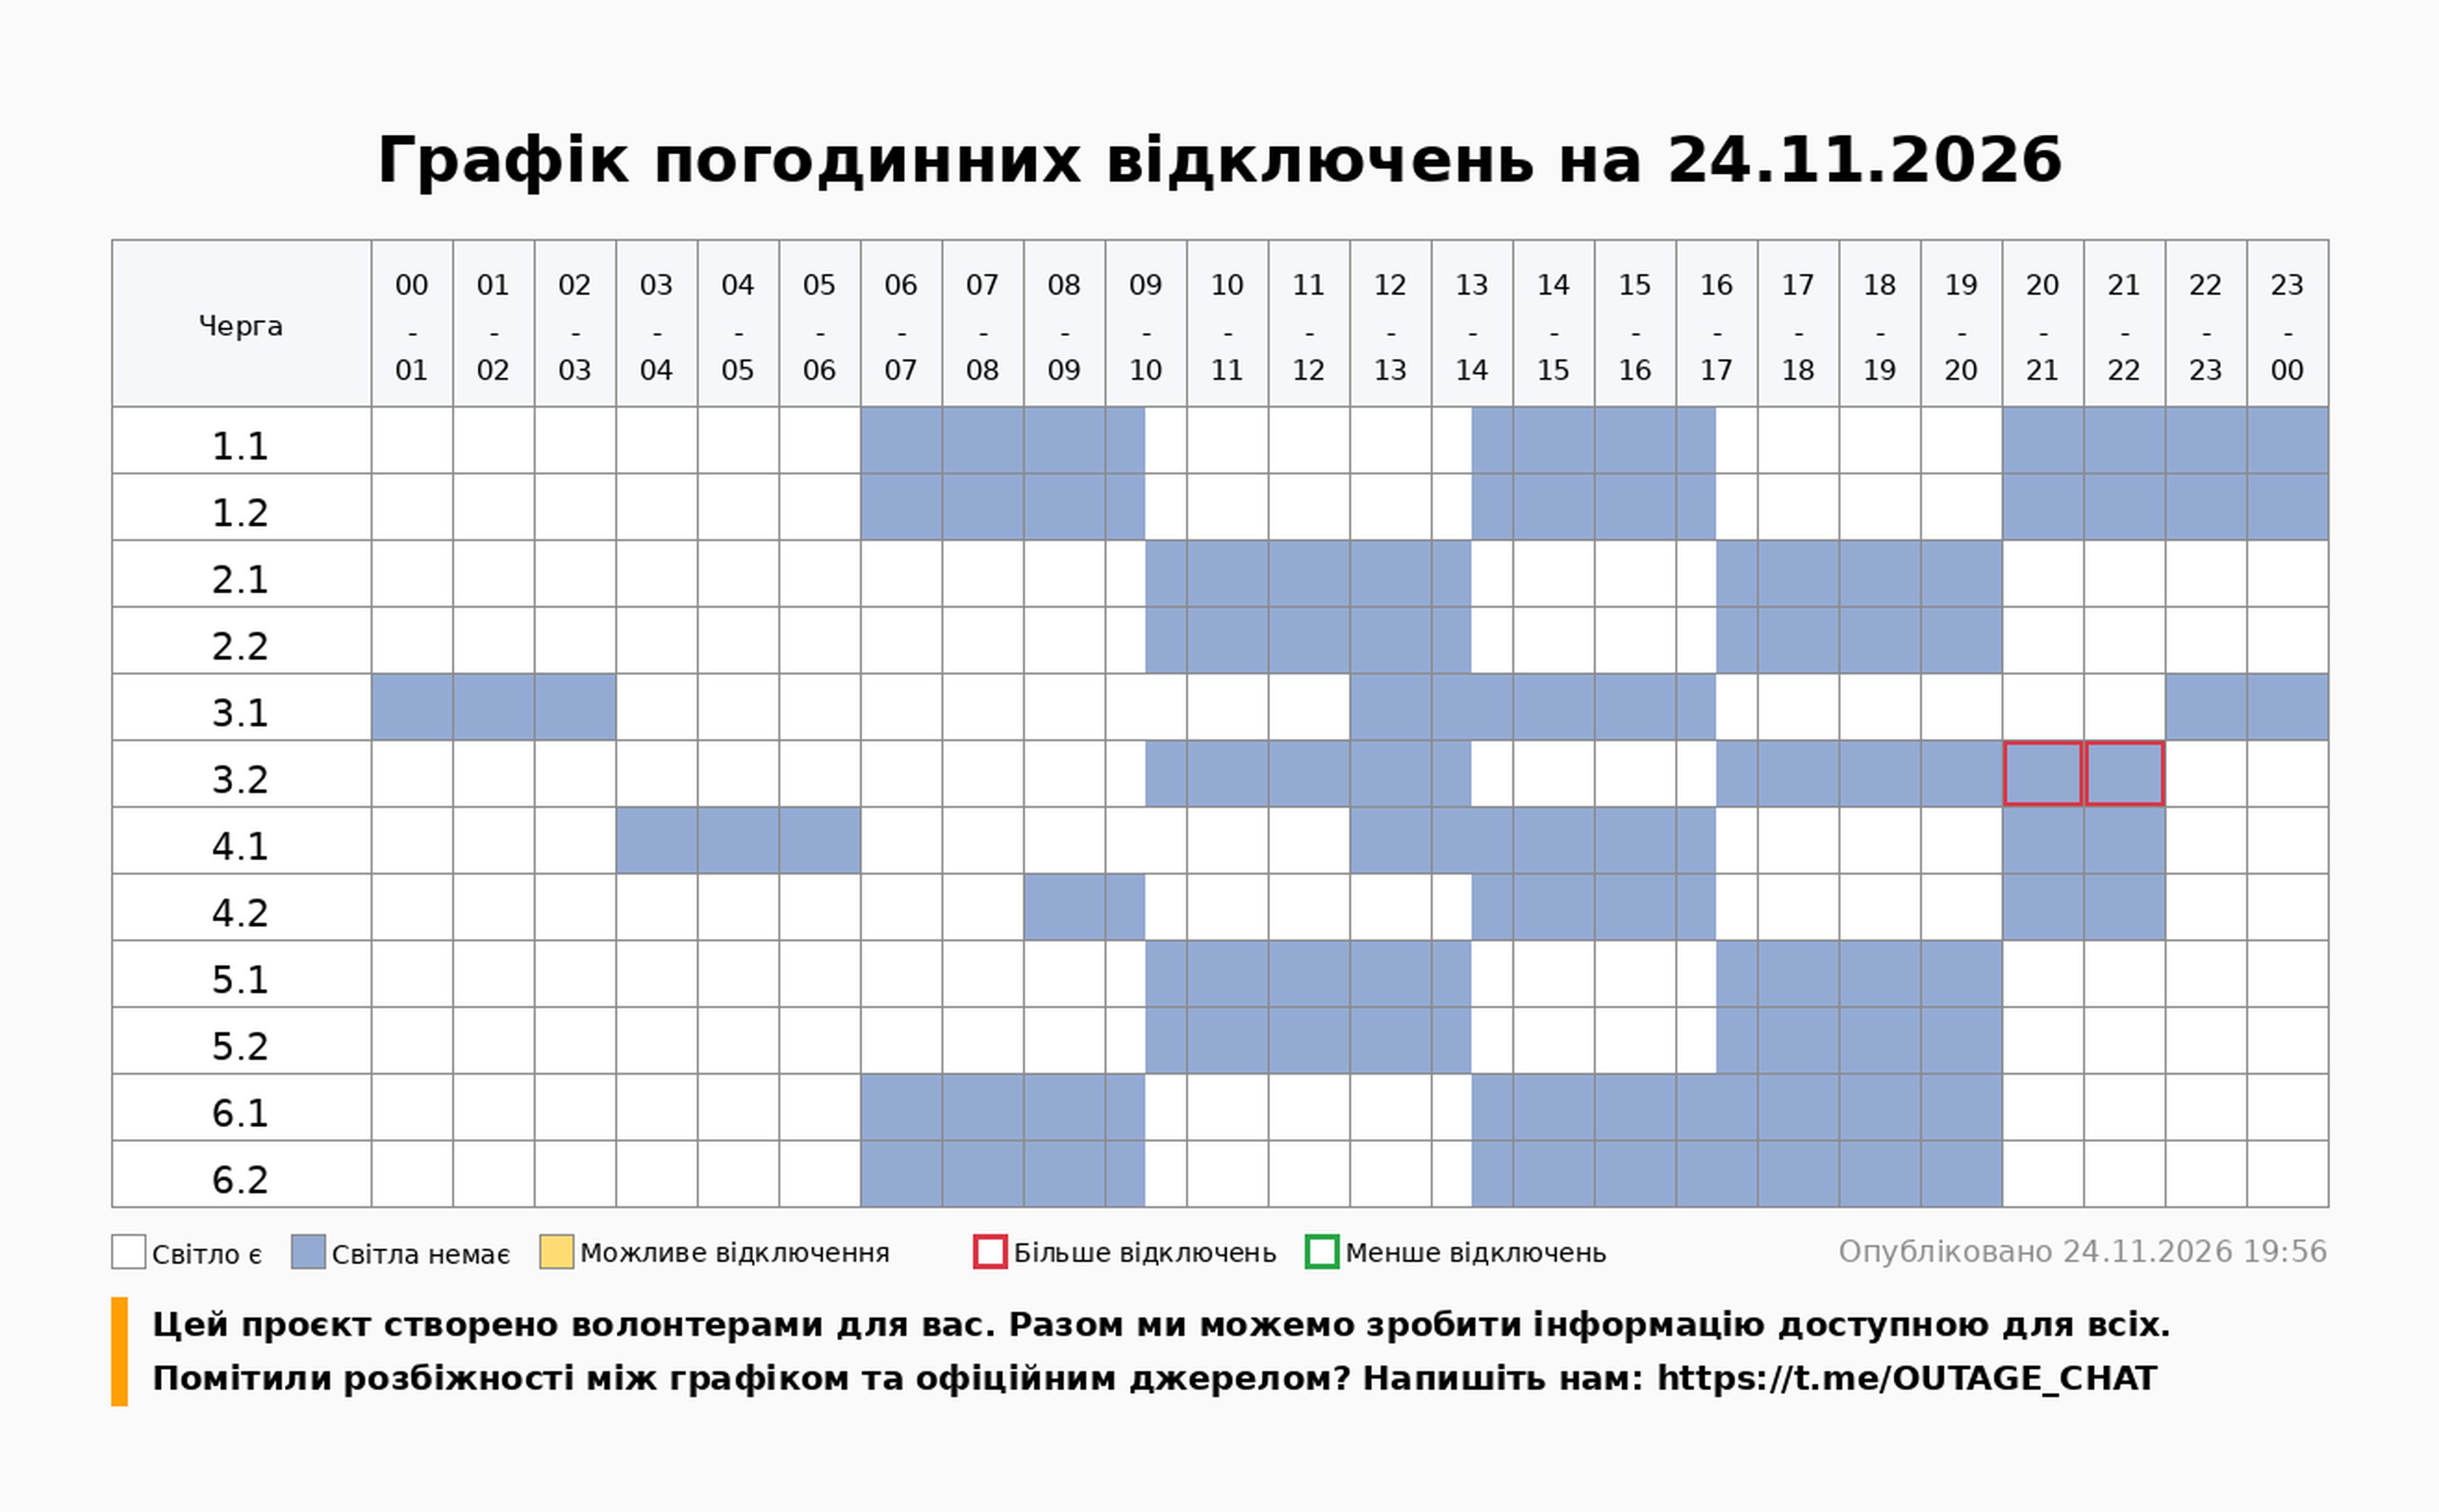 Графік погодинних відключень на 24.11.2026
Черга
00 - 01
01 - 02
02 - 03
03 - 04
04 - 05
05 - 06
06 - 07
07 - 08
08 - 09
09 - 10
10 - 11
11 - 12
12 - 13
13 - 14
14 - 15
15 - 16
16 - 17
17 - 18
18 - 19
19 - 20
20 - 21
21 - 22
22 - 23
23 - 00
1.1
1.2
2.1
2.2
3.1
3.2
4.1
4.2
5.1
5.2
6.1
6.2
Світло є
Світла немає
Можливе відключення
Більше відключень
Менше відключень
Опубліковано 24.11.2026 19:56
Цей проєкт створено волонтерами для вас. Разом ми можемо зробити інформацію доступною для всіх.
Помітили розбіжності між графіком та офіційним джерелом? Напишіть нам: https://t.me/OUTAGE_CHAT